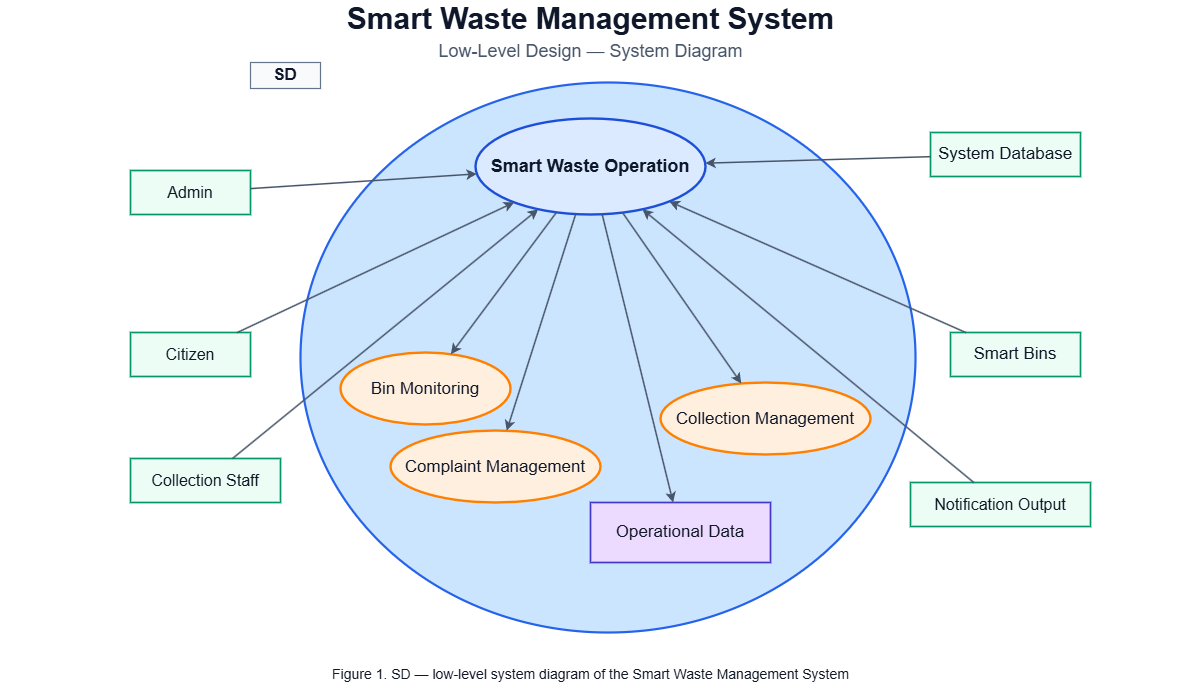 Smart Waste Management System
Low-Level Design — System Diagram
SD
Smart Waste Operation
System Database
Admin
Citizen
Smart Bins
Bin Monitoring
Collection Management
Complaint Management
Collection Staff
Notification Output
Operational Data
Figure 1. SD — low-level system diagram of the Smart Waste Management System